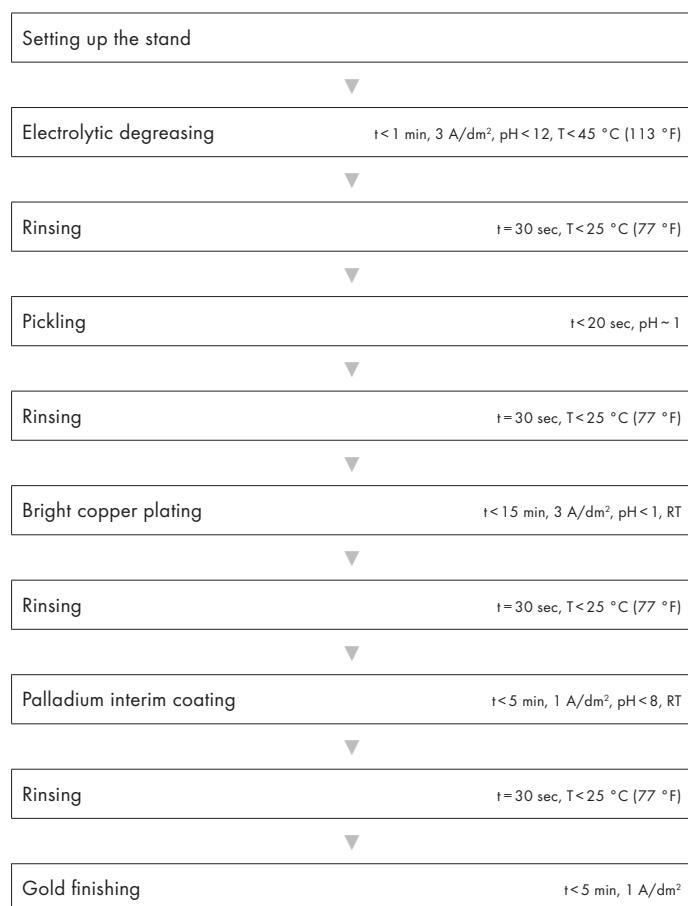 Setting up the stand
Electrolytic degreasing t < 1 min, 3 A/dm², pH < 12, T < 45 °C (113 °F)
Rinsing t = 30 sec, T < 25 °C (77 °F)
Pickling t < 20 sec, pH ~ 1
Rinsing t = 30 sec, T < 25 °C (77 °F)
Bright copper plating t < 15 min, 3 A/dm², pH < 1, RT
Rinsing t = 30 sec, T < 25 °C (77 °F)
Palladium interim coating t < 5 min, 1 A/dm², pH < 8, RT
Rinsing t = 30 sec, T < 25 °C (77 °F)
Gold finishing t < 5 min, 1 A/dm²